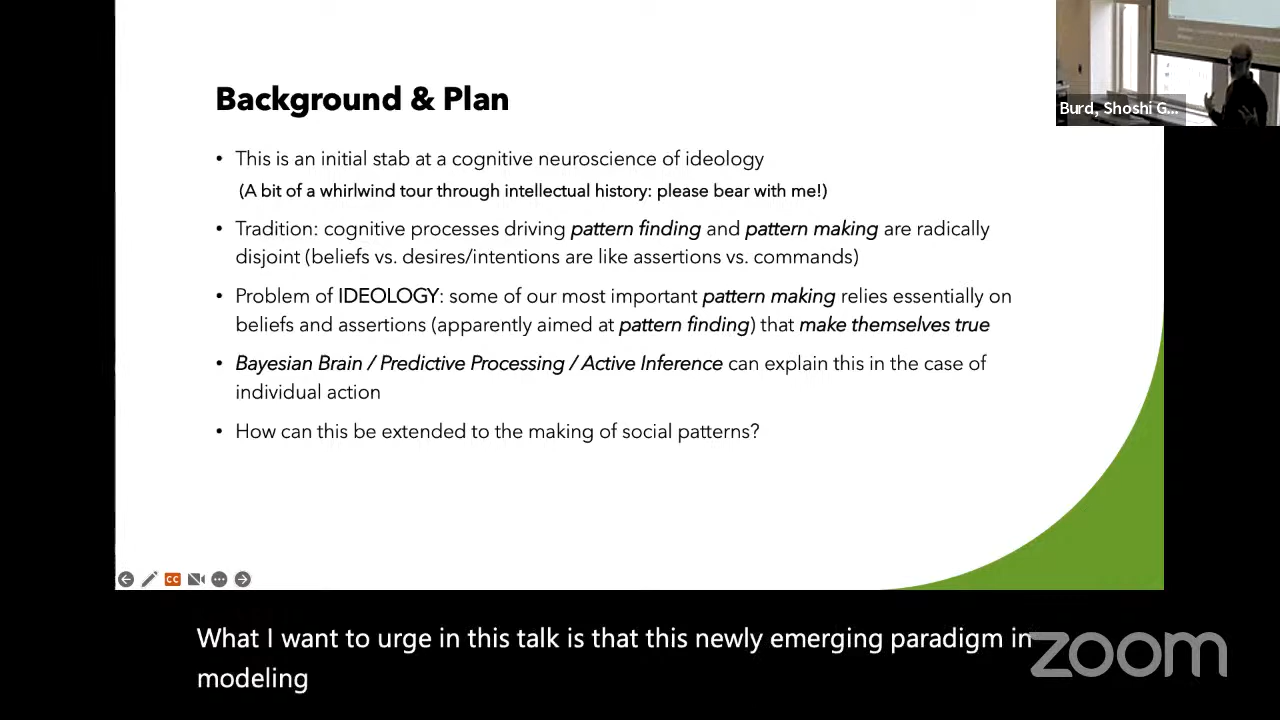 Background & Plan
Burd, Shoshi G...
• This is an initial stab at a cognitive neuroscience of ideology
(A bit of a whirlwind tour through intellectual history: please bear with me!)
• Tradition: cognitive processes driving pattern finding and pattern making are radically
disjoint (beliefs vs. desires/intentions are like assertions vs. commands)
• Problem of IDEOLOGY: some of our most important pattern making relies essentially on
beliefs and assertions (apparently aimed at pattern finding) that make themselves true
• Bayesian Brain / Predictive Processing / Active Inference can explain this in the case of
individual action
• How can this be extended to the making of social patterns?
CC
What I want to urge in this talk is that this newly emerging paradigm in
modeling
zoom